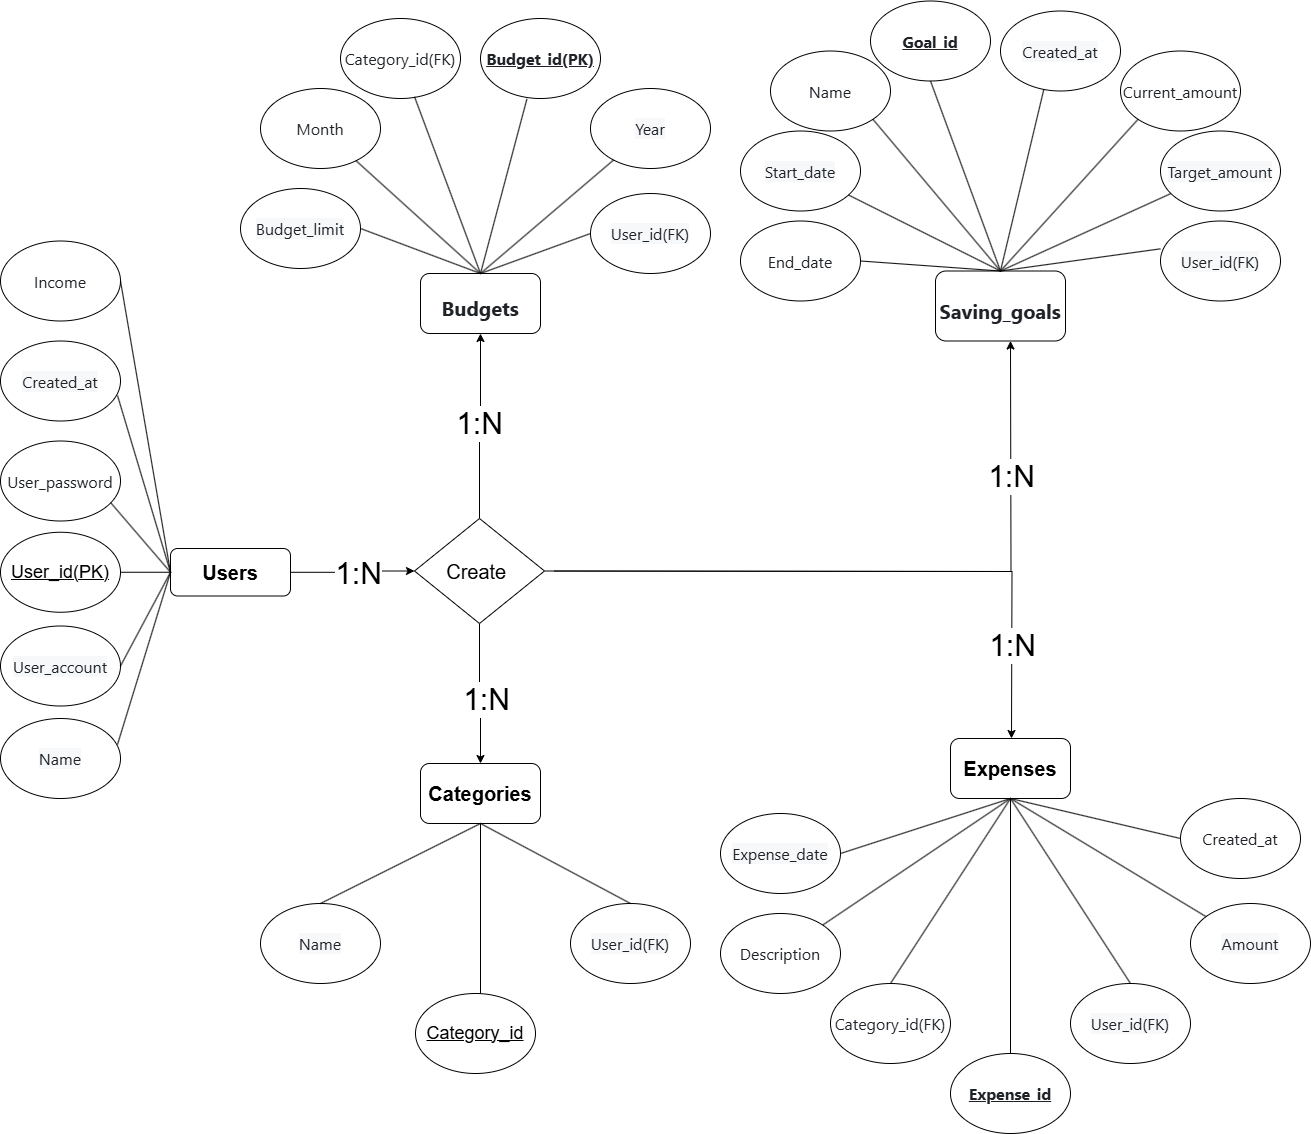 Category_id(FK)
Budget_id(PK)
Month
Year
Budget_limit
User_id(FK)
Budgets
Goal_id
Created_at
Name
Current_amount
Start_date
Target_amount
End_date
User_id(FK)
Saving_goals
Income
Created_at
User_password
User_id(PK)
User_account
Name
Users
1:N
Create
1:N
1:N
1:N
1:N
Categories
Name
User_id(FK)
Category_id
Expenses
Expense_date
Created_at
Description
Amount
Category_id(FK)
User_id(FK)
Expense_id